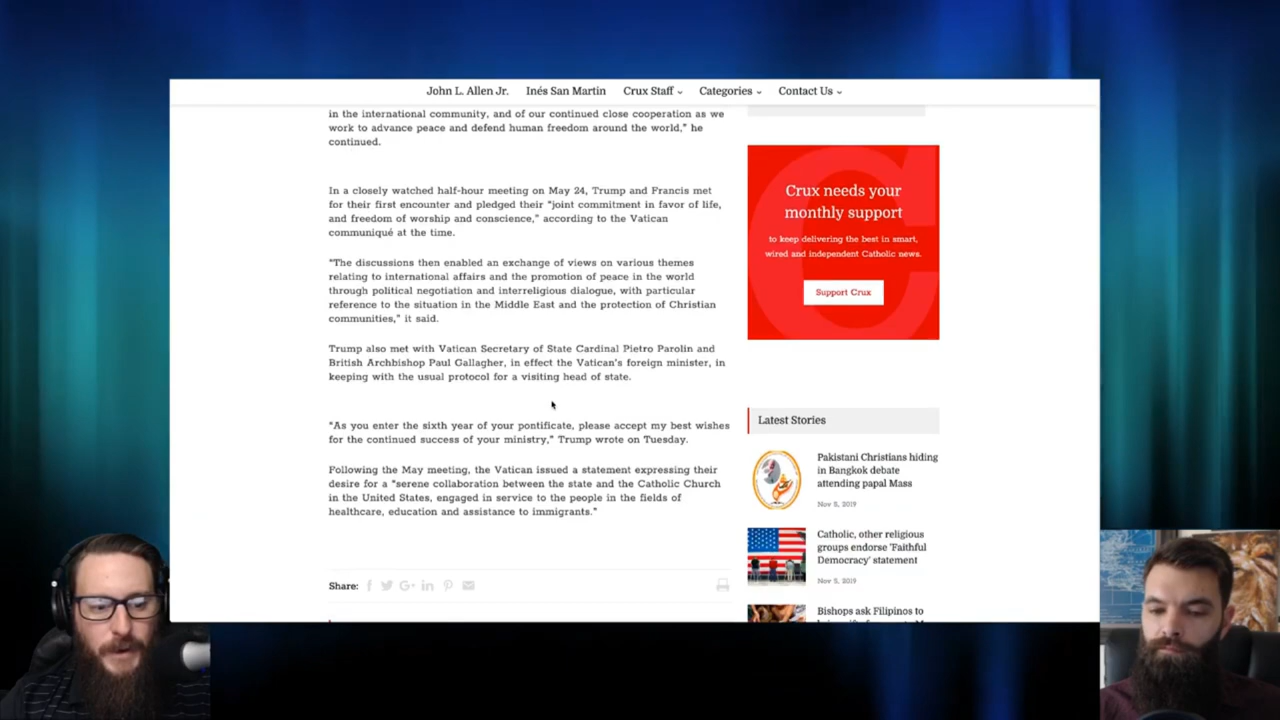 John L. Allen Jr. Inés San Martín Crux Staff Categories Contact Us
in the international community, and of our continued close cooperation as we
work to advance peace and defend human freedom around the world,” he
continued.
In a closely watched half-hour meeting on May 24, Trump and Francis met
for their first encounter and pledged their “joint commitment in favor of life,
and freedom of worship and conscience,” according to the Vatican
communiqué at the time.
“The discussions then enabled an exchange of views on various themes
relating to international affairs and the promotion of peace in the world
through political negotiation and interreligious dialogue, with particular
reference to the situation in the Middle East and the protection of Christian
communities,” it said.
Trump also met with Vatican Secretary of State Cardinal Pietro Parolin and
British Archbishop Paul Gallagher, in effect the Vatican’s foreign minister, in
keeping with the usual protocol for a visiting head of state.
“As you enter the sixth year of your pontificate, please accept my best wishes
for the continued success of your ministry,” Trump wrote on Tuesday.
Following the May meeting, the Vatican issued a statement expressing their
desire for a “serene collaboration between the state and the Catholic Church
in the United States, engaged in service to the people in the fields of
healthcare, education and assistance to immigrants.”
Share:
Crux needs your
monthly support
to keep delivering the best in smart,
wired and independent Catholic news.
Support Crux
Latest Stories
Pakistani Christians hiding
in Bangkok debate
attending papal Mass
Nov 5, 2019
Catholic, other religious
groups endorse 'Faithful
Democracy' statement
Nov 5, 2019
Bishops ask Filipinos to